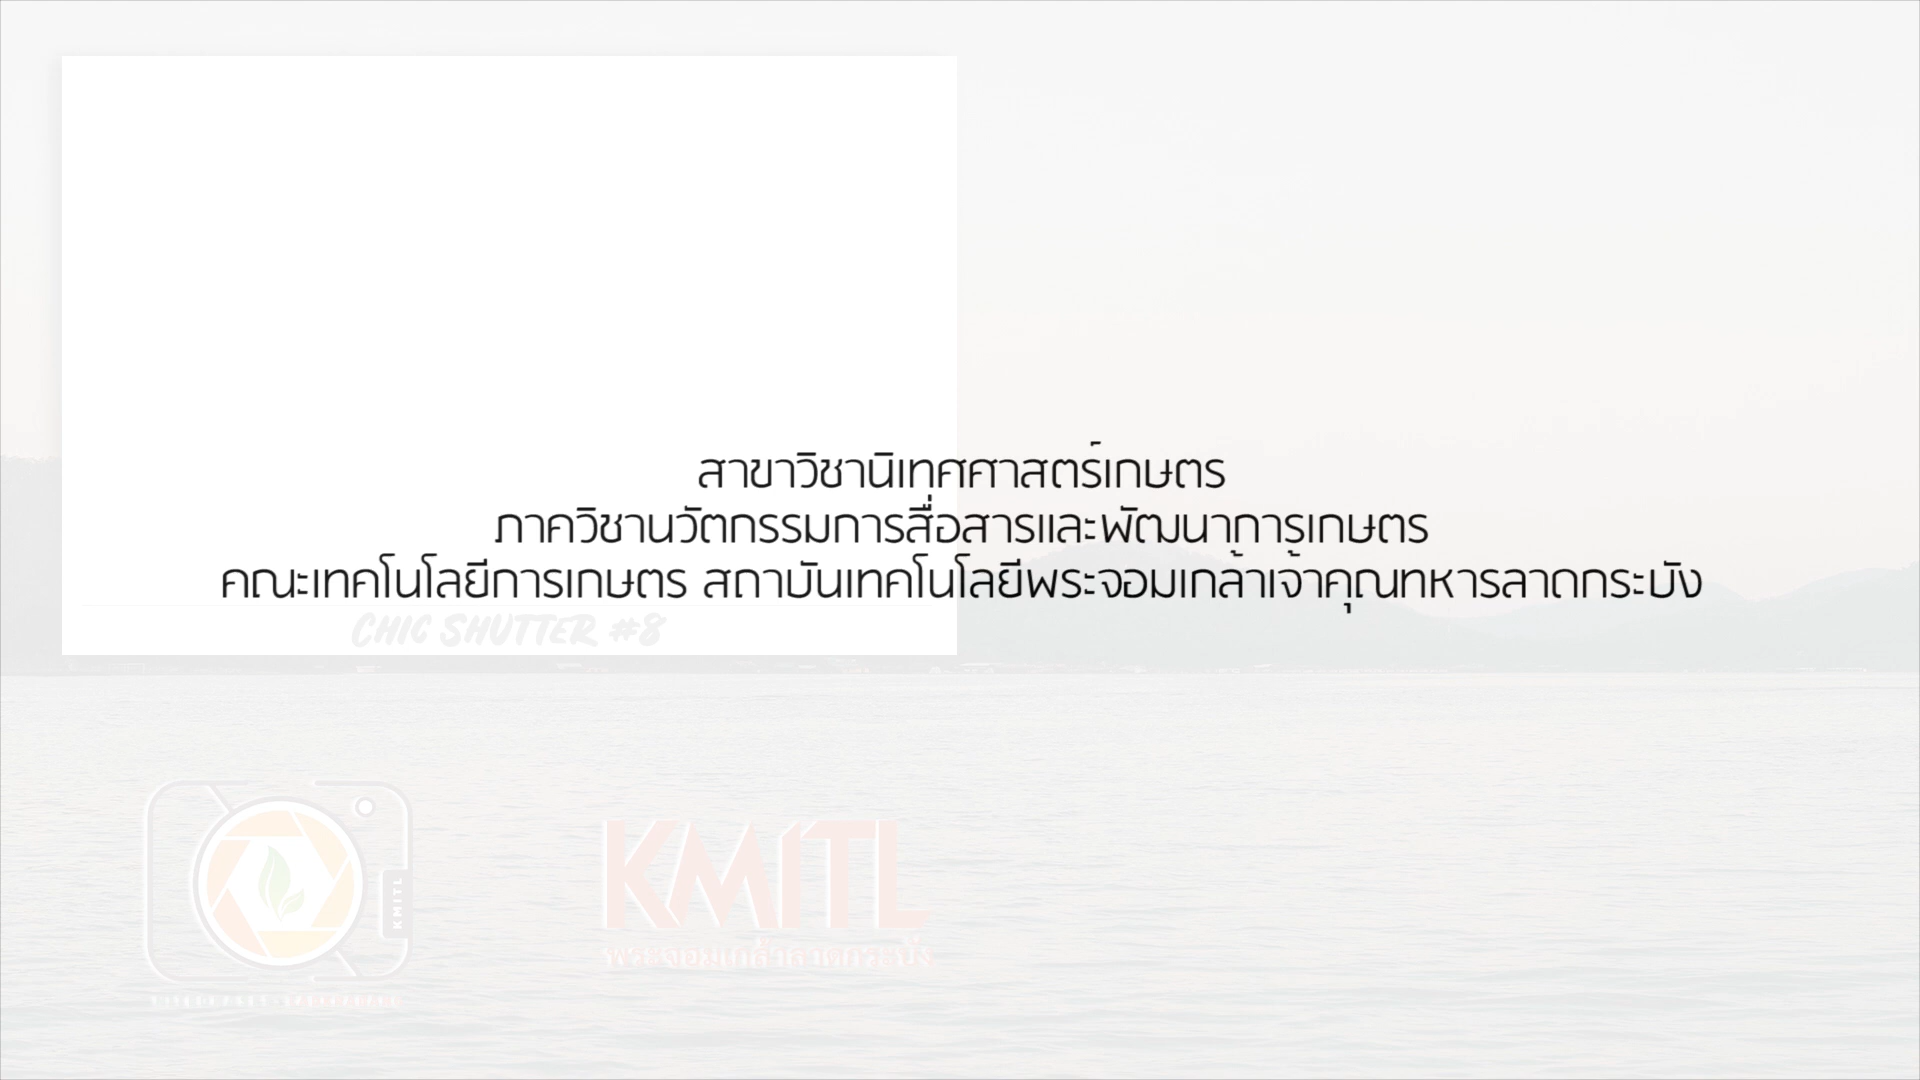 สาขาวิชานิเทศศาสตร์เกษตร
ภาควิชานวัตกรรมการสื่อสารและพัฒนาการเกษตร
คณะเทคโนโลยีการเกษตร สถาบันเทคโนโลยีพระจอมเกล้าเจ้าคุณทหารลาดกระบัง
CHIC SHUTTER #8
KMITL
KMITL
พระจอมเกล้าลาดกระบัง